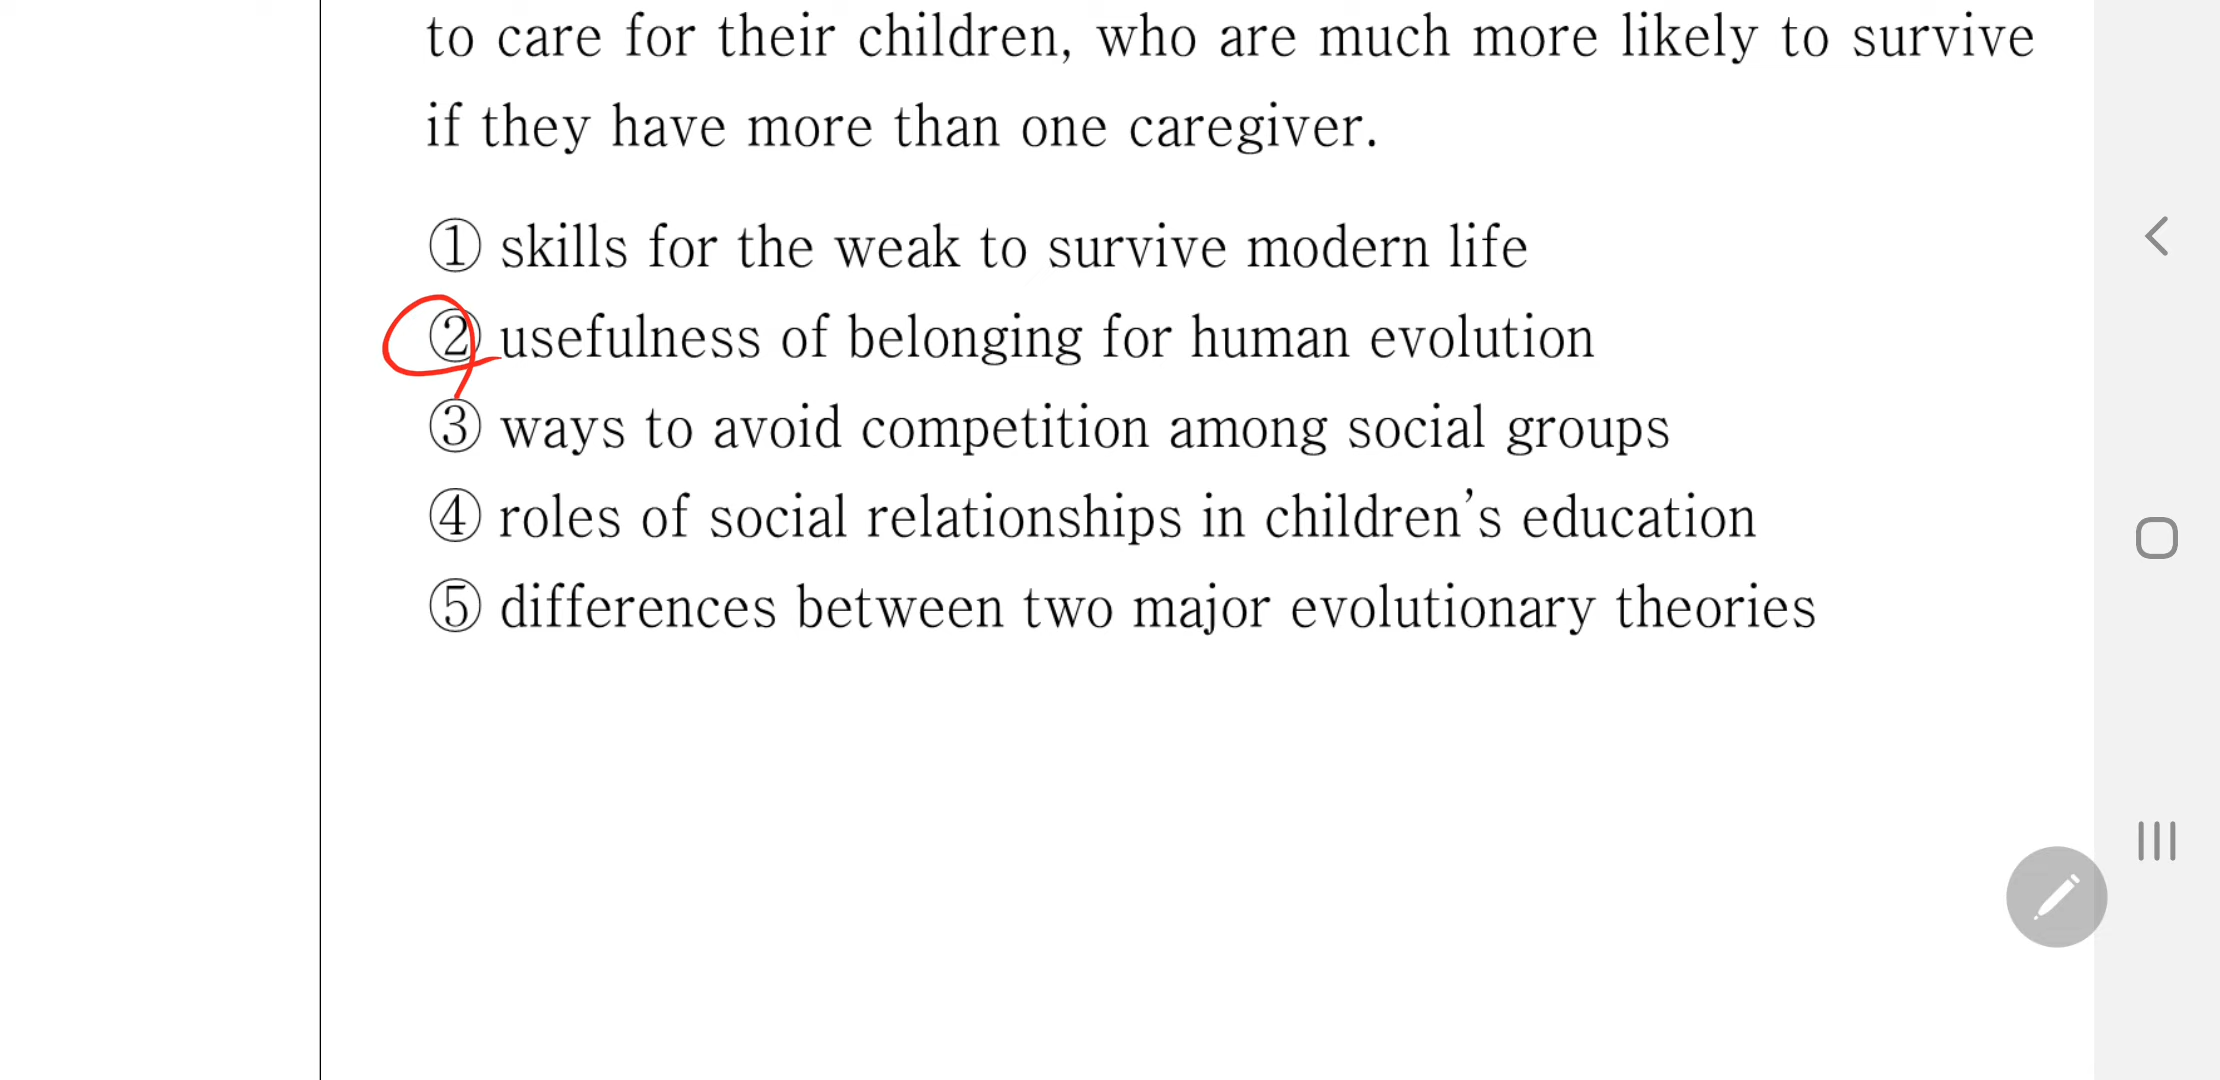 to care for their children, who are much more likely to survive
if they have more than one caregiver.
① skills for the weak to survive modern life
② usefulness of belonging for human evolution
③ ways to avoid competition among social groups
④ roles of social relationships in children's education
⑤ differences between two major evolutionary theories